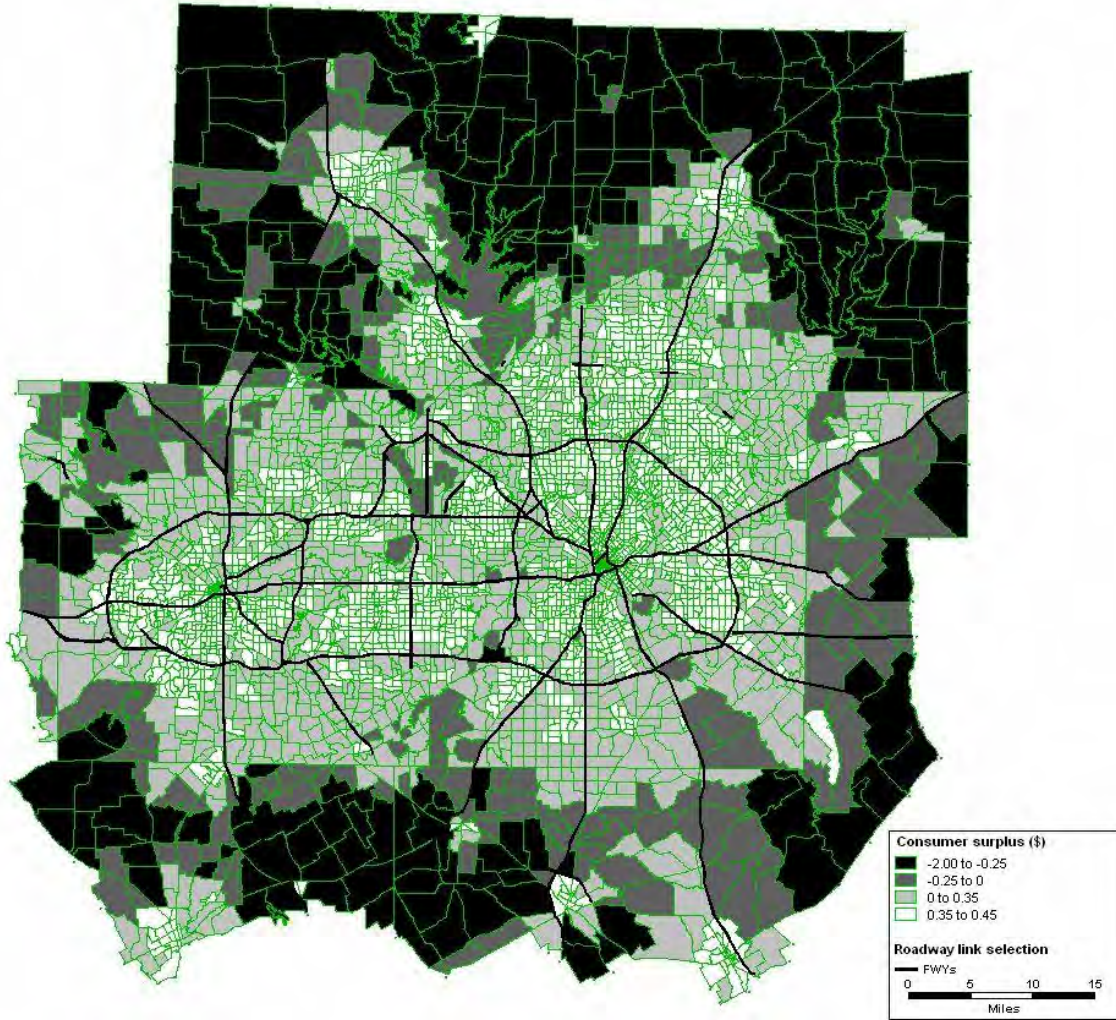 Consumer surplus ($)
-2.00 to -0.25
-0.25 to 0
0 to 0.35
0.35 to 0.45
Roadway link selection
FWYs
0 5 10 15
Miles